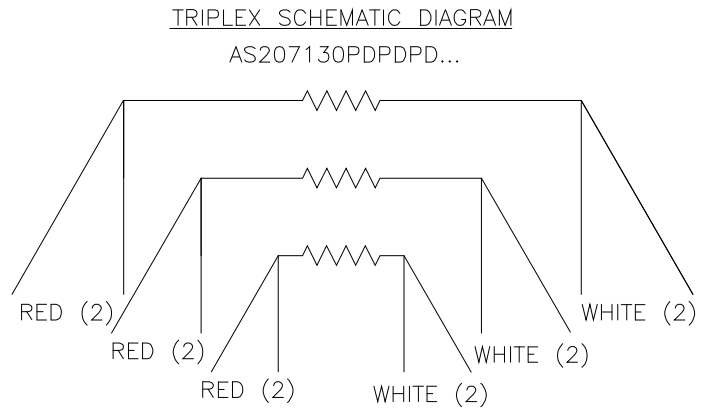 TRIPLEX SCHEMATIC DIAGRAM
AS207130PDPDPD...
RED (2)
WHITE (2)
RED (2)
WHITE (2)
RED (2)
WHITE (2)